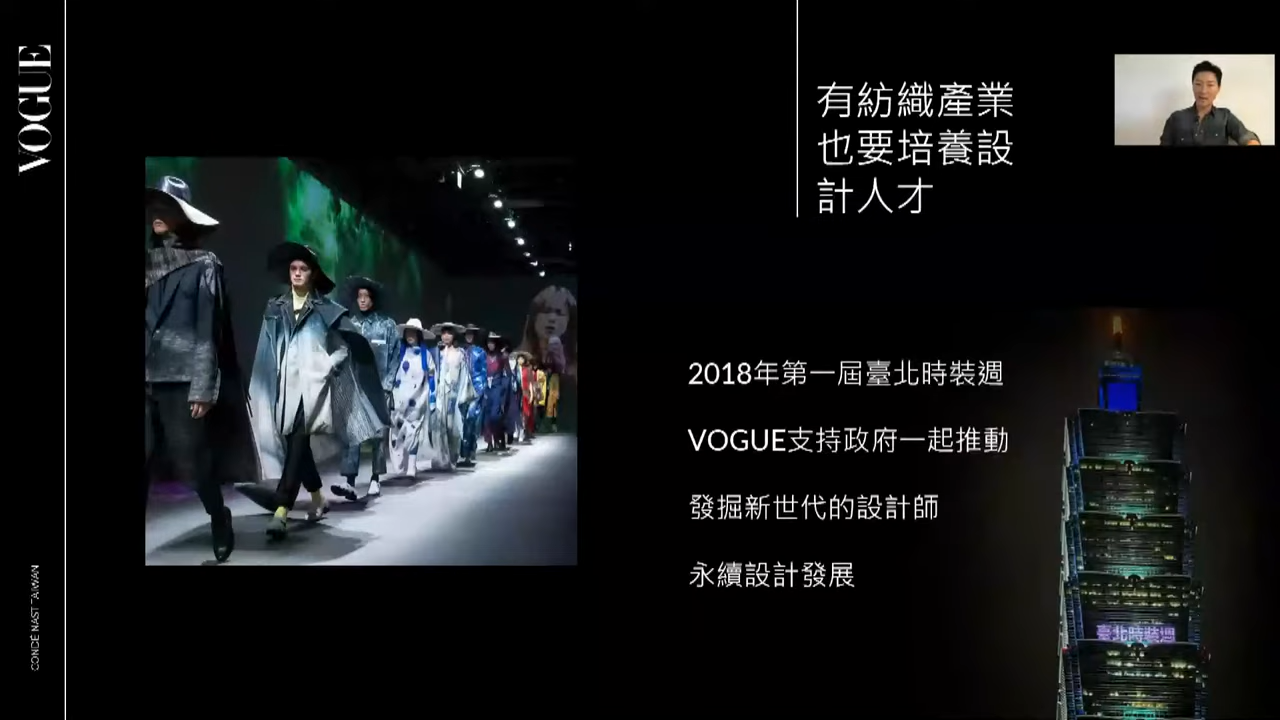 VOGUE
CONDÉ NAST TAIWAN
有紡織產業
也要培養設
計人才
2018年第一屆臺北時裝週
VOGUE支持政府一起推動
發掘新世代的設計師
永續設計發展
臺北時裝週